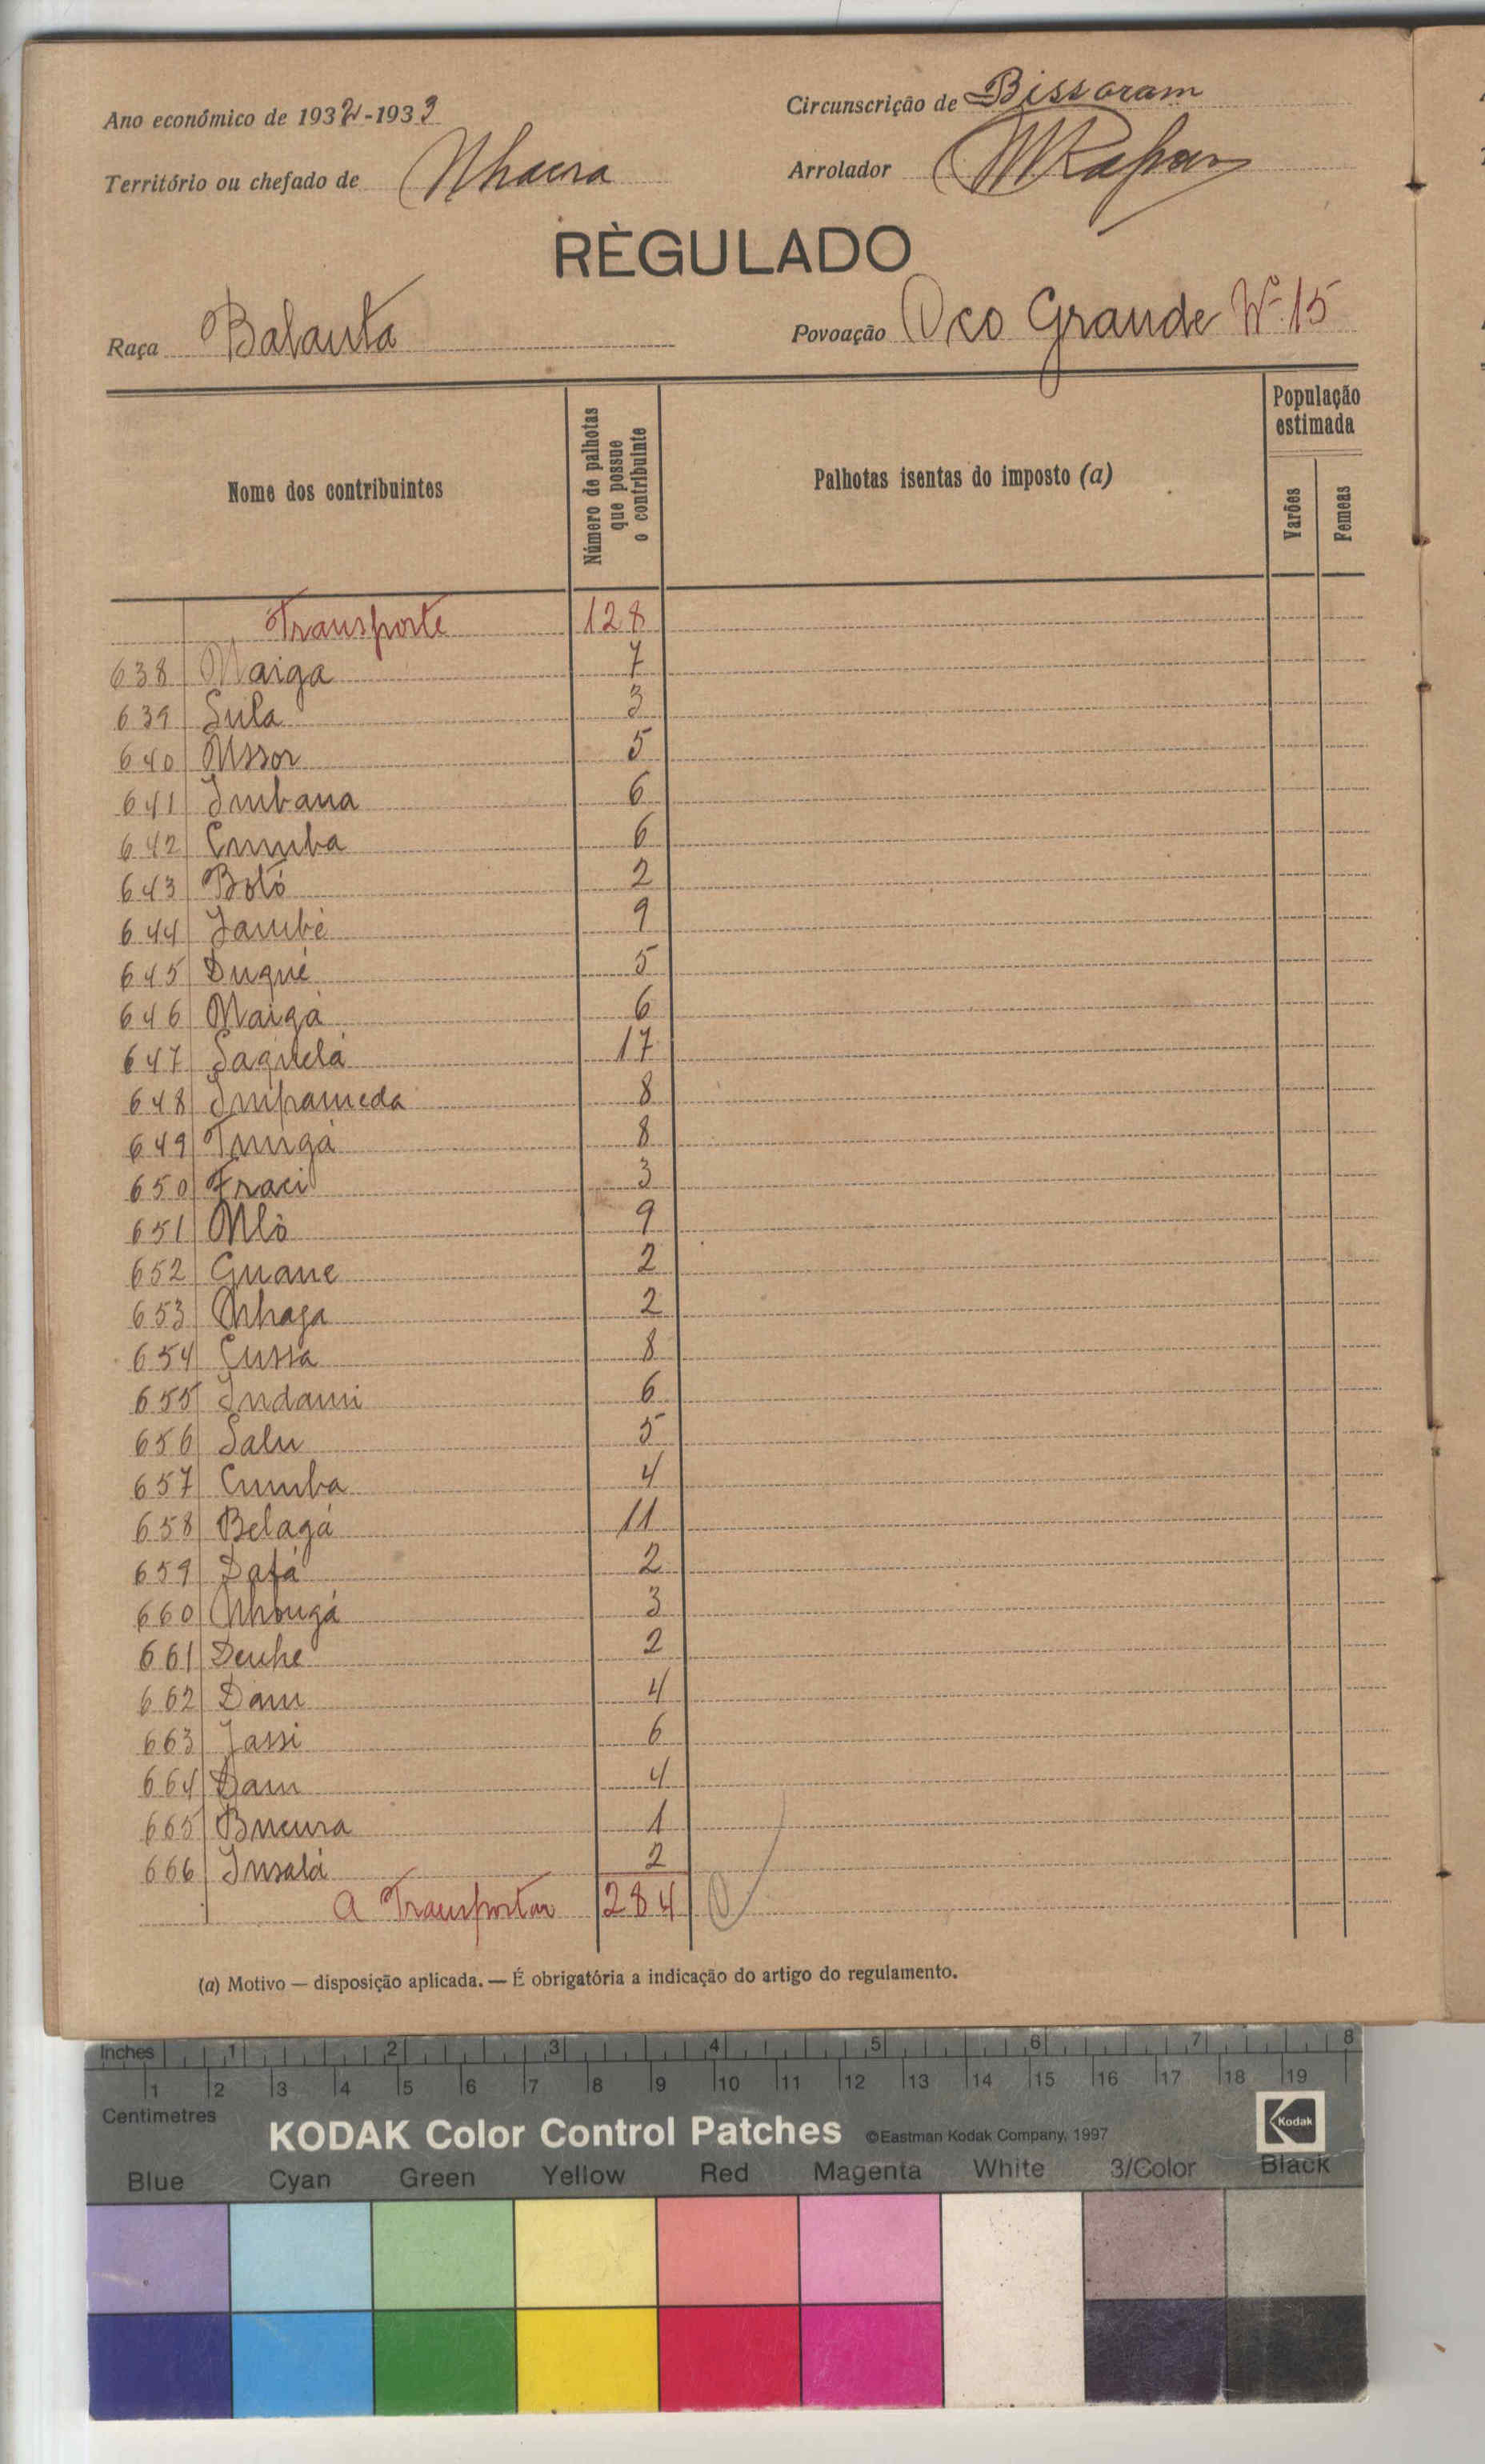 Ano económico de 1932-1933
Circunscrição de Bissoram
Território ou chefado de Nhacra
Arrolador
RÈGULADO
Raça Balanta
Povoação Oco Grande Nº 15
Nome dos contribuintes
Número de palhotas que possue o contribuinte
Palhotas isentas do imposto (a)
População estimada
Varões
Femeas
Transporte 128
638 Naiga 7
639 Sula 3
640 Nssor 5
641 Imbana 6
642 Cumba 6
643 Botó 2
644 Jambé 9
645 Duqué 5
646 Naigá 6
647 Saquelá 17
648 Impameda 8
649 8
650 Fraci 3
651 9
652 Guane 2
653 Nhaga 2
654 Cussa 8
655 Indami 6
656 Salu 5
657 Cumba 4
658 Belagá 11
659 Dafá 2
660 Nhongá 3
661 Denhe 2
662 Dam 4
663 Jassi 6
664 Dam 4
665 1
666 Insalá 2
A Transportar 284
(a) Motivo — disposição aplicada. — É obrigatória a indicação do artigo do regulamento.
Inches 1 2 3 4 5 6 7 8
1 2 3 4 5 6 7 8 9 10 11 12 13 14 15 16 17 18 19
Centimetres
KODAK Color Control Patches ©Eastman Kodak Company, 1997 Kodak
Blue Cyan Green Yellow Red Magenta White 3/Color Black